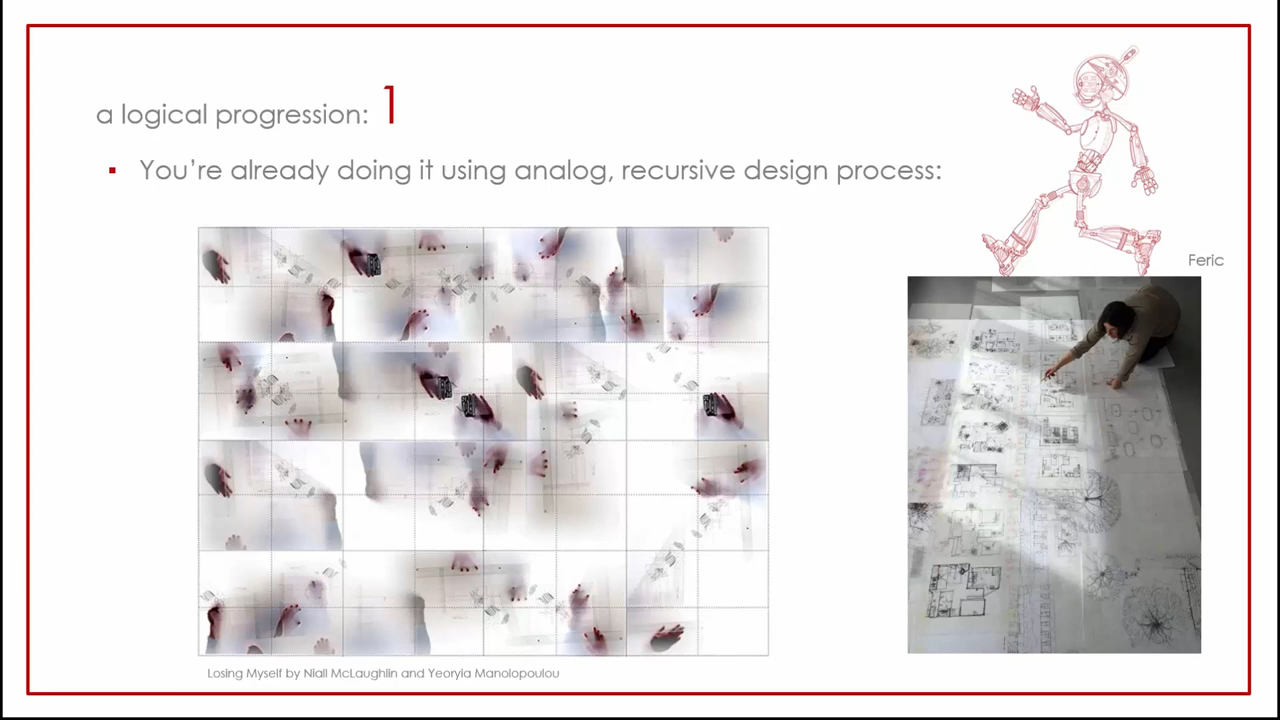 a logical progression: 1
▪ You're already doing it using analog, recursive design process:
Feric
Losing Myself by Niall McLaughlin and Yeoryia Manolopoulou